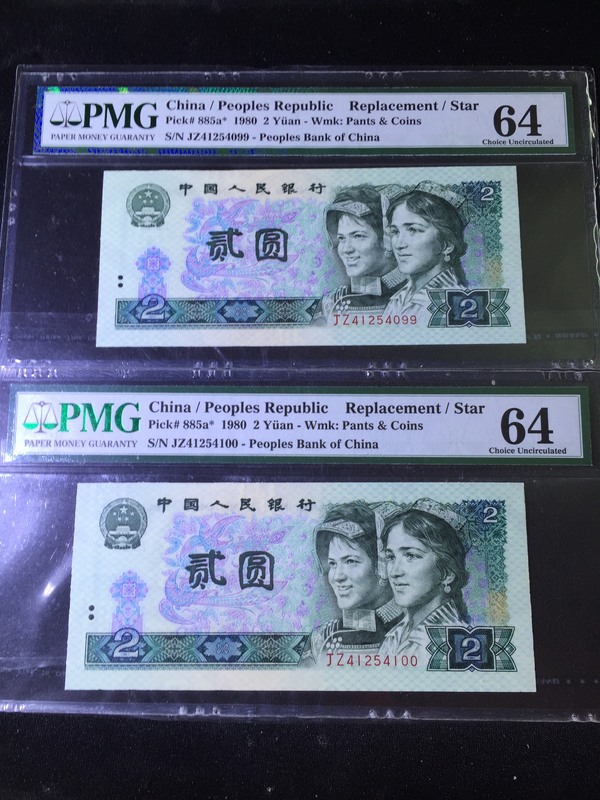 PMG
PAPER MONEY GUARANTY
China / Peoples Republic Replacement / Star
Pick# 885a* 1980 2 Yüan - Wmk: Pants & Coins
S/N JZ41254099 - Peoples Bank of China
64
Choice Uncirculated
中国人民银行
2
贰圆
2
2
JZ41254099
PMG
PAPER MONEY GUARANTY
China / Peoples Republic Replacement / Star
Pick# 885a* 1980 2 Yüan - Wmk: Pants & Coins
S/N JZ41254100 - Peoples Bank of China
64
Choice Uncirculated
中国人民银行
2
贰圆
2
2
JZ41254100